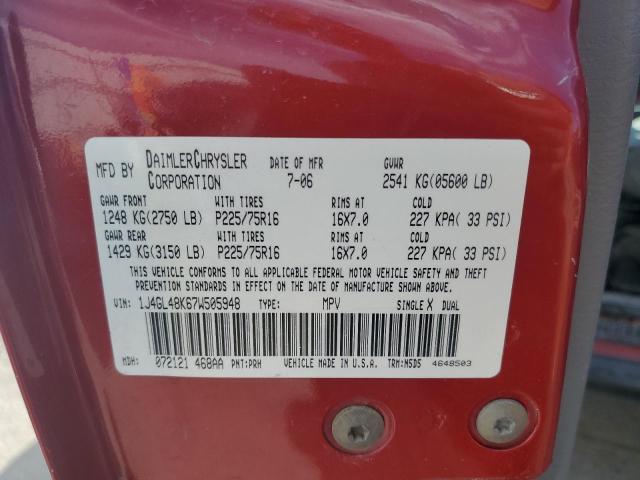 MFD BY DAIMLERCHRYSLER CORPORATION DATE OF MFR 7-06 GVWR 2541 KG(05600 LB)
GAWR FRONT WITH TIRES RIMS AT COLD
1248 KG(2750 LB) P225/75R16 16X7.0 227 KPA( 33 PSI)
GAWR REAR WITH TIRES RIMS AT COLD
1429 KG(3150 LB) P225/75R16 16X7.0 227 KPA( 33 PSI)
THIS VEHICLE CONFORMS TO ALL APPLICABLE FEDERAL MOTOR VEHICLE SAFETY AND THEFT
PREVENTION STANDARDS IN EFFECT ON THE DATE OF MANUFACTURE SHOWN ABOVE.
VIN: 1J4GL48K67W505948 TYPE: MPV SINGLE X DUAL
MDH: 072121 468AA PNT:PRH VEHICLE MADE IN U.S.A. TRM:N5D5 4648503